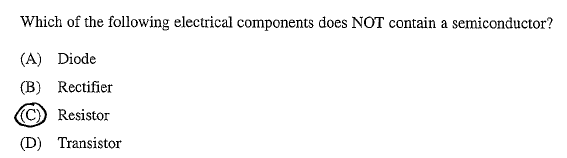 Which of the following electrical components does NOT contain a semiconductor?
(A) Diode
(B) Rectifier
(C) Resistor
(D) Transistor